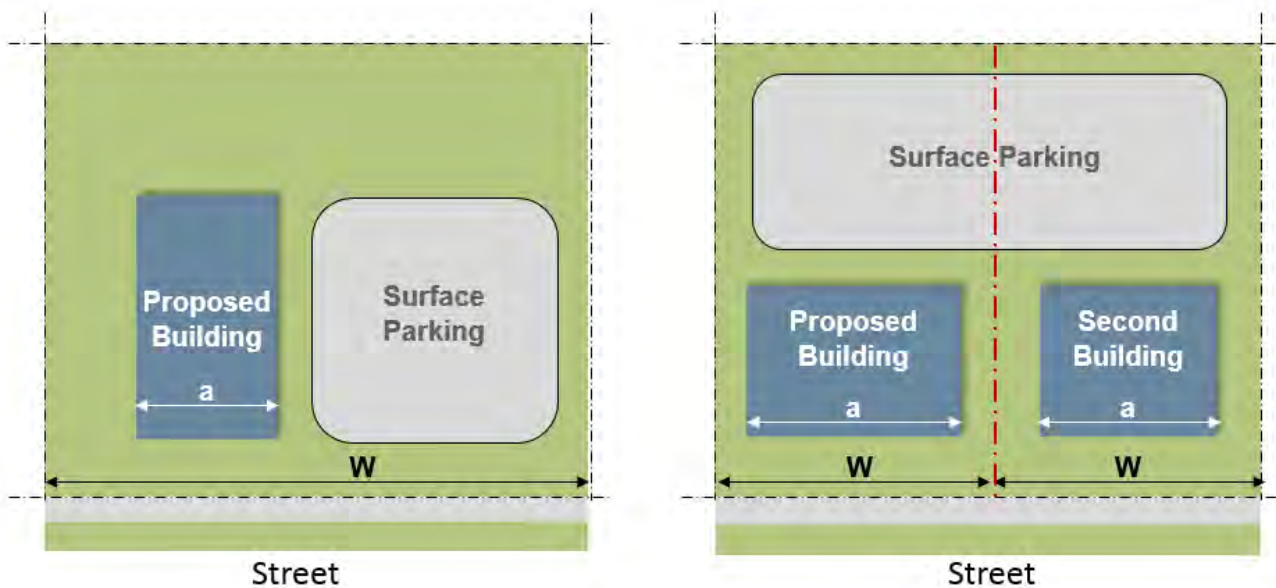 Proposed
Building
a
Surface
Parking
W
Street
Surface Parking
Proposed
Building
a
Second
Building
a
W
W
Street